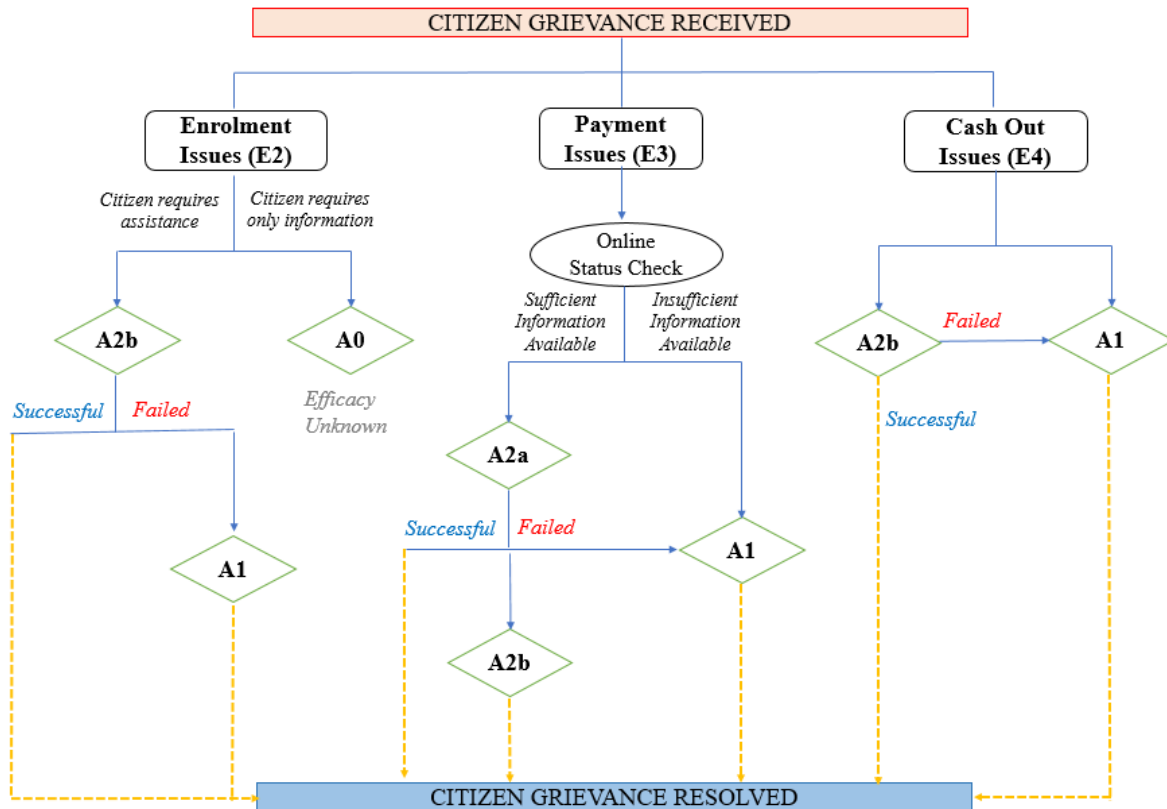 CITIZEN GRIEVANCE RECEIVED
Enrolment
Issues (E2)
Payment
Issues (E3)
Cash Out
Issues (E4)
Citizen requires
assistance
Citizen requires
only information
Online
Status Check
Sufficient
Information
Available
Insufficient
Information
Available
A2b
A0
A2b
Failed
A1
Efficacy
Unknown
Successful
Failed
Successful
A2a
Successful
Failed
A1
A1
A2b
CITIZEN GRIEVANCE RESOLVED